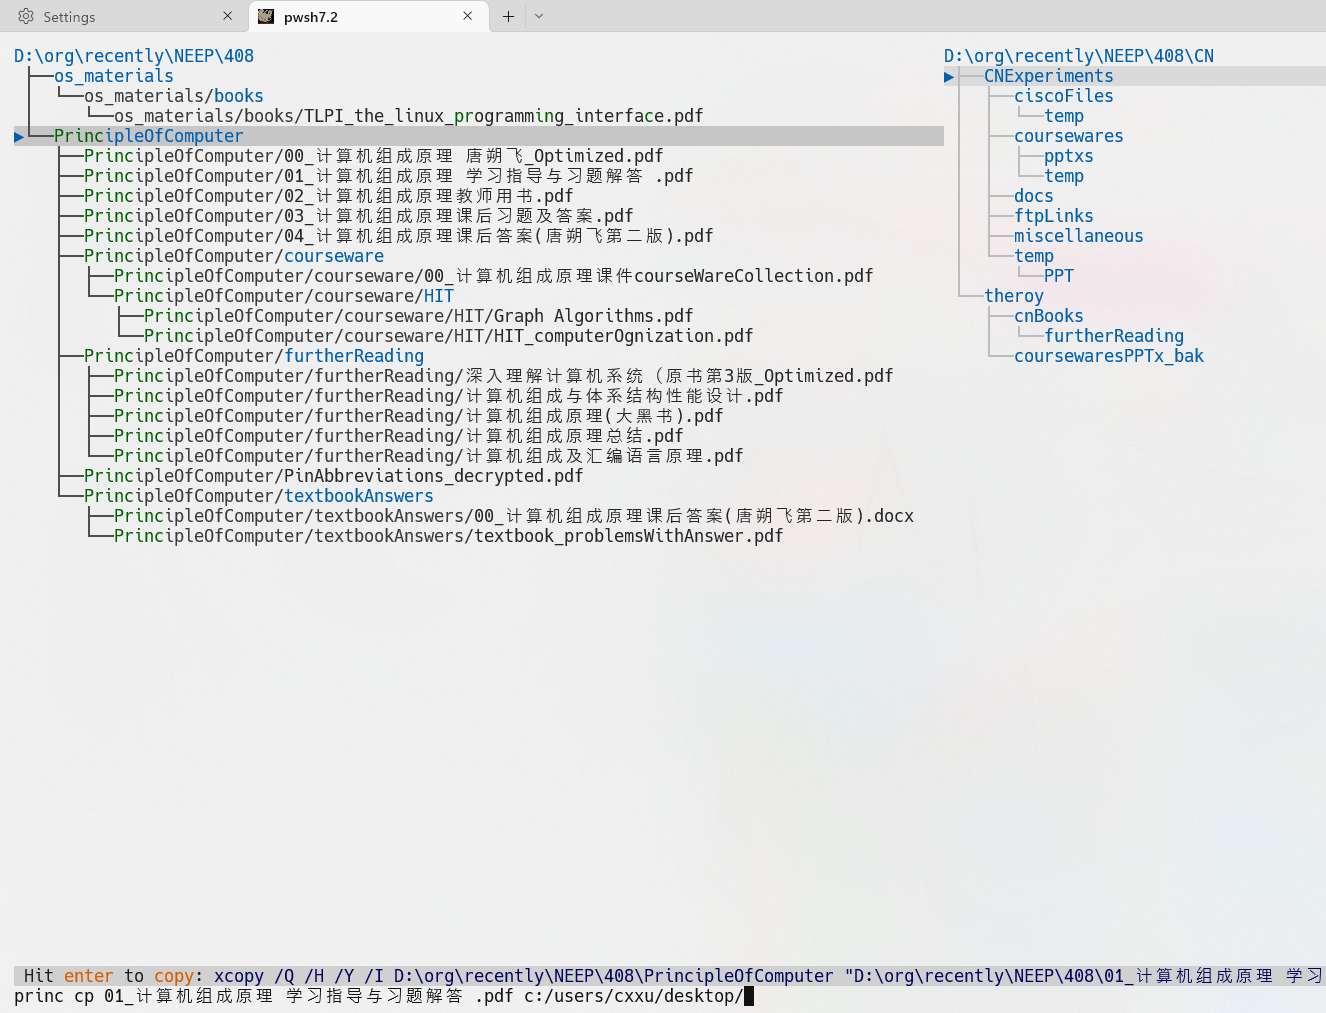 Settings
pwsh7.2
D:\org\recently\NEEP\408
os_materials
os_materials/books
os_materials/books/TLPI_the_linux_programming_interface.pdf
PrincipleOfComputer
PrincipleOfComputer/00_计算机组成原理 唐朔飞_Optimized.pdf
PrincipleOfComputer/01_计算机组成原理 学习指导与习题解答 .pdf
PrincipleOfComputer/02_计算机组成原理教师用书.pdf
PrincipleOfComputer/03_计算机组成原理课后习题及答案.pdf
PrincipleOfComputer/04_计算机组成原理课后答案(唐朔飞第二版).pdf
PrincipleOfComputer/courseware
PrincipleOfComputer/courseware/00_计算机组成原理课件courseWareCollection.pdf
PrincipleOfComputer/courseware/HIT
PrincipleOfComputer/courseware/HIT/Graph Algorithms.pdf
PrincipleOfComputer/courseware/HIT/HIT_computerOgnization.pdf
PrincipleOfComputer/furtherReading
PrincipleOfComputer/furtherReading/深入理解计算机系统（原书第3版_Optimized.pdf
PrincipleOfComputer/furtherReading/计算机组成与体系结构性能设计.pdf
PrincipleOfComputer/furtherReading/计算机组成原理(大黑书).pdf
PrincipleOfComputer/furtherReading/计算机组成原理总结.pdf
PrincipleOfComputer/furtherReading/计算机组成及汇编语言原理.pdf
PrincipleOfComputer/PinAbbreviations_decrypted.pdf
PrincipleOfComputer/textbookAnswers
PrincipleOfComputer/textbookAnswers/00_计算机组成原理课后答案(唐朔飞第二版).docx
PrincipleOfComputer/textbookAnswers/textbook_problemsWithAnswer.pdf
D:\org\recently\NEEP\408\CN
CNExperiments
ciscoFiles
temp
coursewares
pptxs
temp
docs
ftpLinks
miscellaneous
temp
PPT
theroy
cnBooks
furtherReading
coursewaresPPTx_bak
Hit enter to copy: xcopy /Q /H /Y /I D:\org\recently\NEEP\408\PrincipleOfComputer "D:\org\recently\NEEP\408\01_计算机组成原理 学习
princ cp 01_计算机组成原理 学习指导与习题解答 .pdf c:/users/cxxu/desktop/